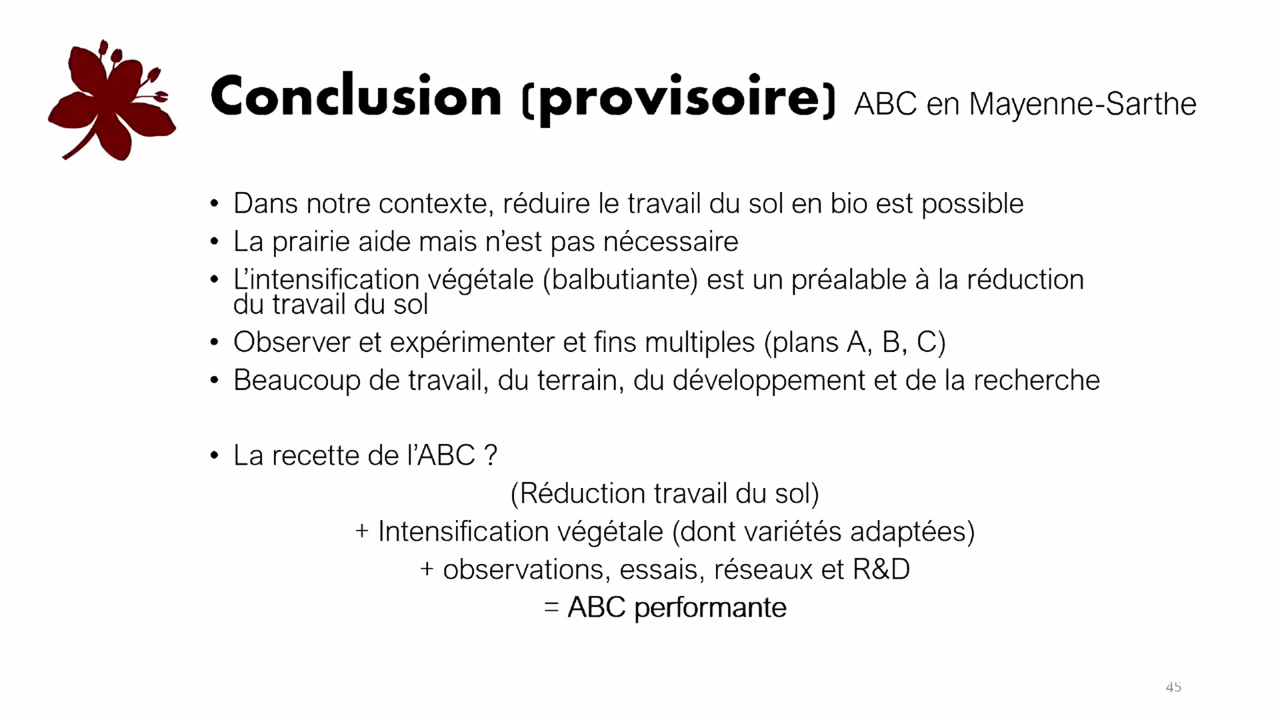 Conclusion (provisoire) ABC en Mayenne-Sarthe
• Dans notre contexte, réduire le travail du sol en bio est possible
• La prairie aide mais n’est pas nécessaire
• L’intensification végétale (balbutiante) est un préalable à la réduction
du travail du sol
• Observer et expérimenter et fins multiples (plans A, B, C)
• Beaucoup de travail, du terrain, du développement et de la recherche
• La recette de l’ABC ?
(Réduction travail du sol)
+ Intensification végétale (dont variétés adaptées)
+ observations, essais, réseaux et R&D
= ABC performante
45